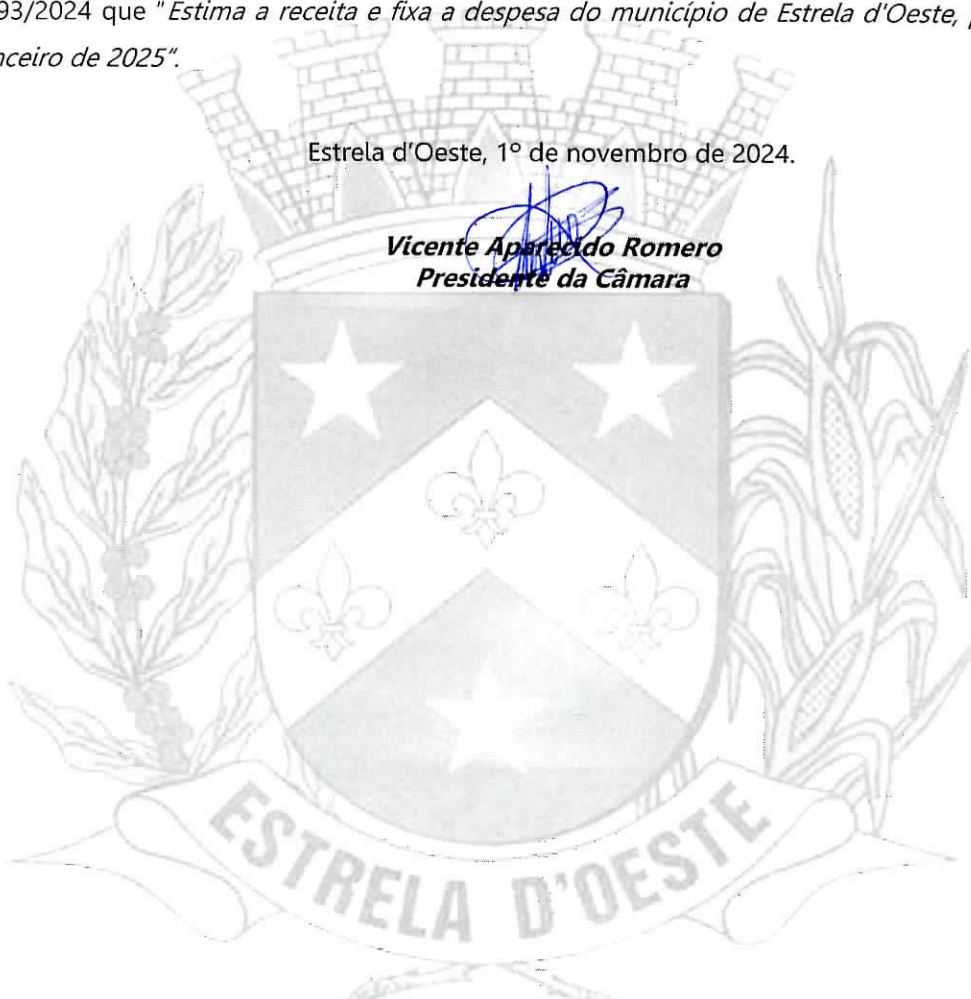 93/2024 que "Estima a receita e fixa a despesa do município de Estrela d'Oeste,
nceiro de 2025".
Estrela d'Oeste, 1º de novembro de 2024.
Vicente Aparecido Romero
Presidente da Câmara
ESTRELA D'OESTE